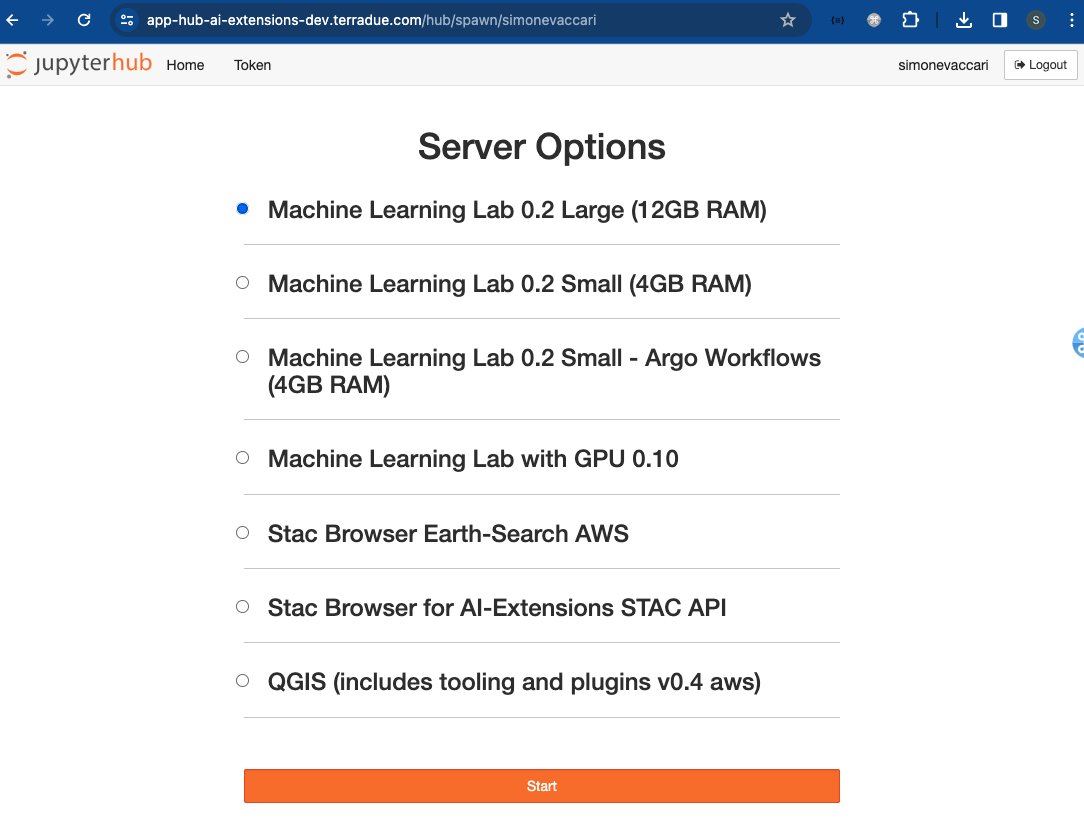 app-hub-ai-extensions-dev.terradue.com/hub/spawn/simonevaccari
S
jupyterhub
Home
Token
simonevaccari
Logout
Server Options
Machine Learning Lab 0.2 Large (12GB RAM)
Machine Learning Lab 0.2 Small (4GB RAM)
Machine Learning Lab 0.2 Small - Argo Workflows
(4GB RAM)
Machine Learning Lab with GPU 0.10
Stac Browser Earth-Search AWS
Stac Browser for AI-Extensions STAC API
QGIS (includes tooling and plugins v0.4 aws)
Start